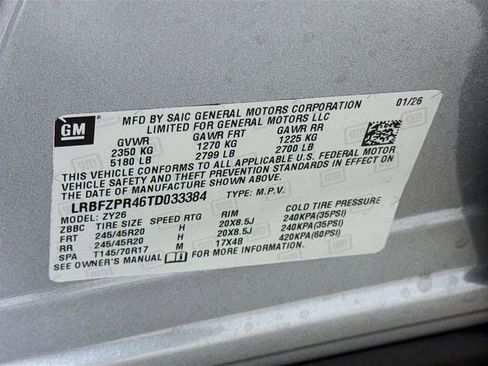 GM
MFD BY SAIC GENERAL MOTORS CORPORATION 01/26
LIMITED FOR GENERAL MOTORS LLC
GVWR GAWR FRT GAWR RR
2350 KG 1270 KG 1225 KG
5180 LB 2799 LB 2700 LB
THIS VEHICLE CONFORMS TO ALL APPLICABLE U.S. FEDERAL MOTOR
VEHICLE SAFETY AND THEFT PREVENTION STANDARDS IN EFFECT ON
THE DATE OF MANUFACTURE SHOWN ABOVE.
LRBFZPR46TD033384 TYPE: M.P.V.
MODEL: ZY26
ZBBC TIRE SIZE SPEED RTG RIM COLD TIRE PRESSURE
FRT 245/45R20 H 20X8.5J 240KPA(35PSI)
RR 245/45R20 H 20X8.5J 240KPA(35PSI)
SPA T145/70R17 M 17X4B 420KPA(60PSI)
SEE OWNER'S MANUAL FOR MORE INFORMATION.